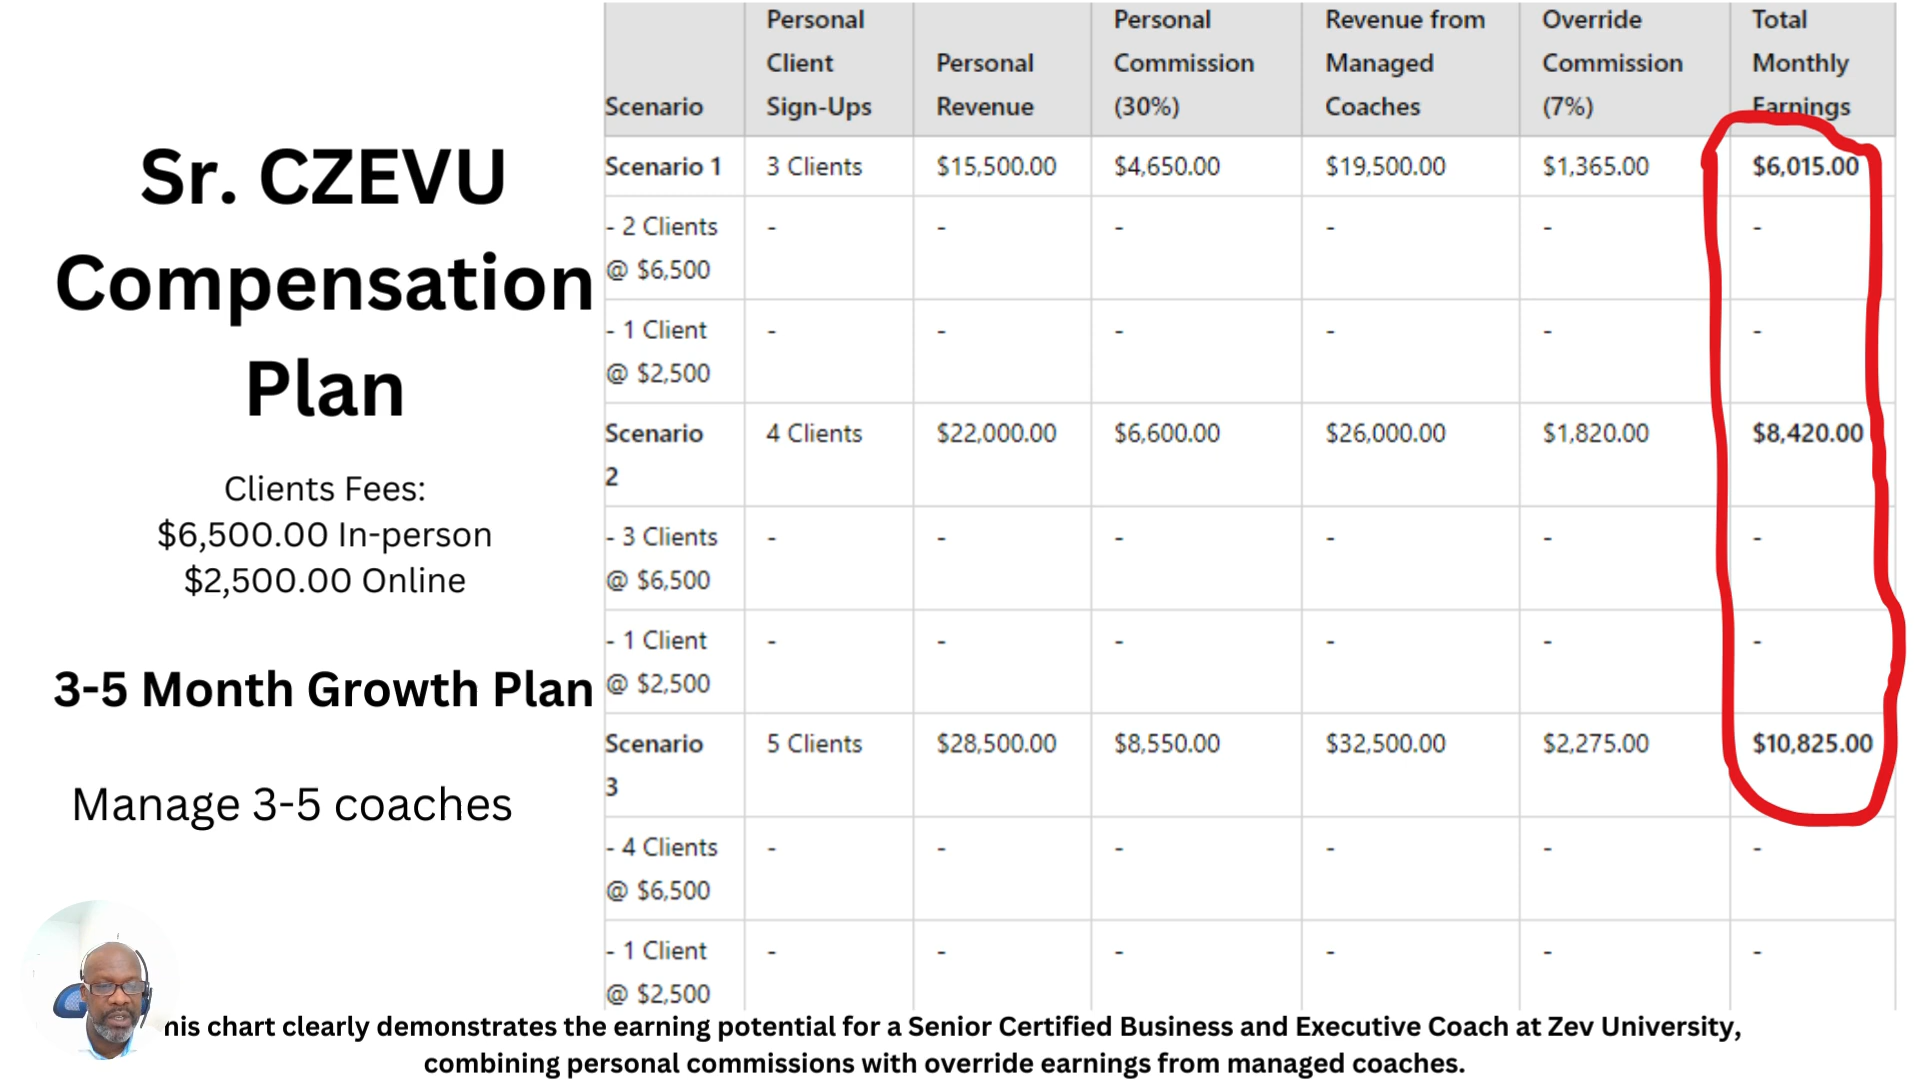 Sr. CZEVU
Compensation
Plan
Clients Fees:
$6,500.00 In-person
$2,500.00 Online
3-5 Month Growth Plan
Manage 3-5 coaches
Scenario
Personal
Client
Sign-Ups
Personal
Revenue
Personal
Commission
(30%)
Revenue from
Managed
Coaches
Override
Commission
(7%)
Total
Monthly
Earnings
Scenario 1 3 Clients $15,500.00 $4,650.00 $19,500.00 $1,365.00 $6,015.00
- 2 Clients - - - - - -
@ $6,500
- 1 Client - - - - - -
@ $2,500
Scenario 4 Clients $22,000.00 $6,600.00 $26,000.00 $1,820.00 $8,420.00
2
- 3 Clients - - - - - -
@ $6,500
- 1 Client - - - - - -
@ $2,500
Scenario 5 Clients $28,500.00 $8,550.00 $32,500.00 $2,275.00 $10,825.00
3
- 4 Clients - - - - - -
@ $6,500
- 1 Client - - - - - -
@ $2,500
his chart clearly demonstrates the earning potential for a Senior Certified Business and Executive Coach at Zev University,
combining personal commissions with override earnings from managed coaches.